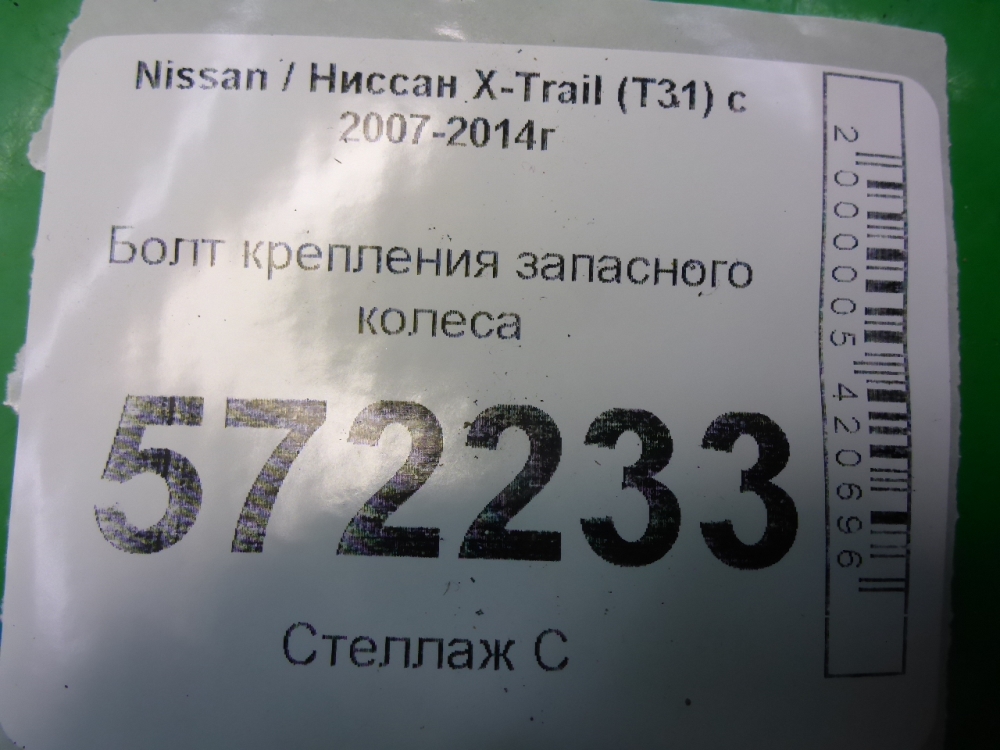 Nissan / Ниссан X-Trail (T31) с
2007-2014г
Болт крепления запасного
колеса
572233
Стеллаж С
2000005420696